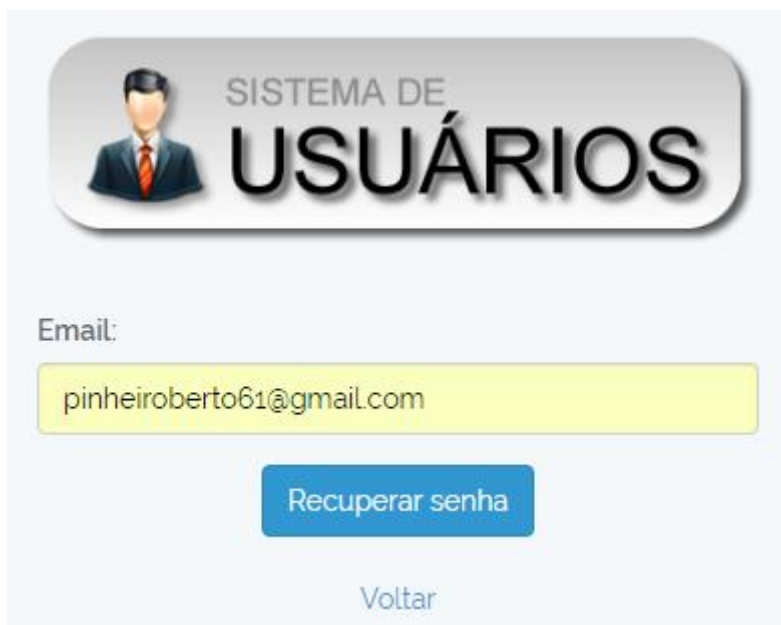 SISTEMA DE
USUÁRIOS
Email:
pinheiroberto61@gmail.com
Recuperar senha
Voltar